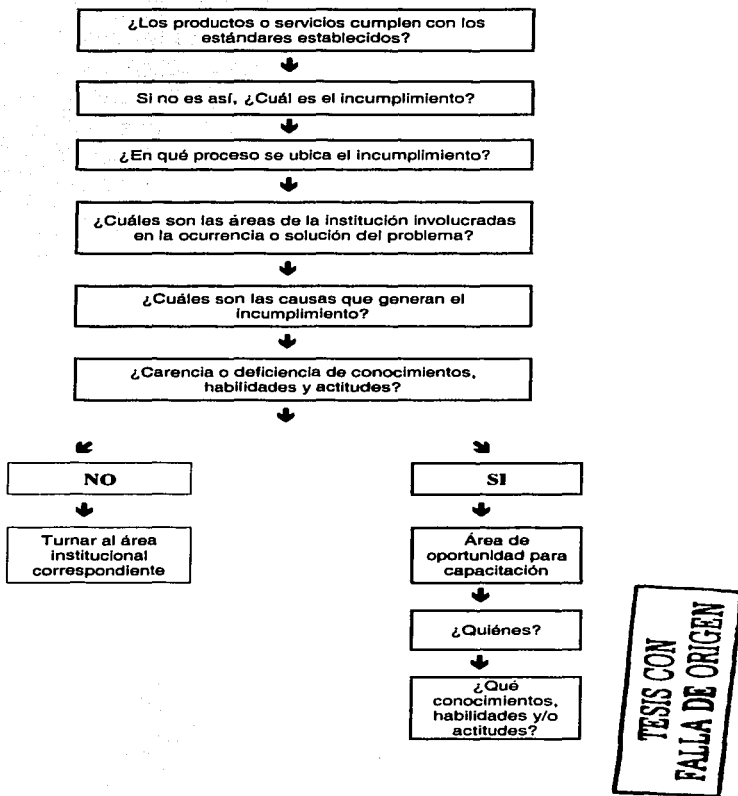 ¿Los productos o servicios cumplen con los
estándares establecidos?
Si no es así, ¿Cuál es el incumplimiento?
¿En qué proceso se ubica el incumplimiento?
¿Cuáles son las áreas de la institución involucradas
en la ocurrencia o solución del problema?
¿Cuáles son las causas que generan el
incumplimiento?
¿Carencia o deficiencia de conocimientos,
habilidades y actitudes?
NO
Turnar al área
institucional
correspondiente
SI
Área de
oportunidad para
capacitación
¿Quiénes?
¿Qué
conocimientos,
habilidades y/o
actitudes?
TESIS CON
FALLA DE ORIGEN